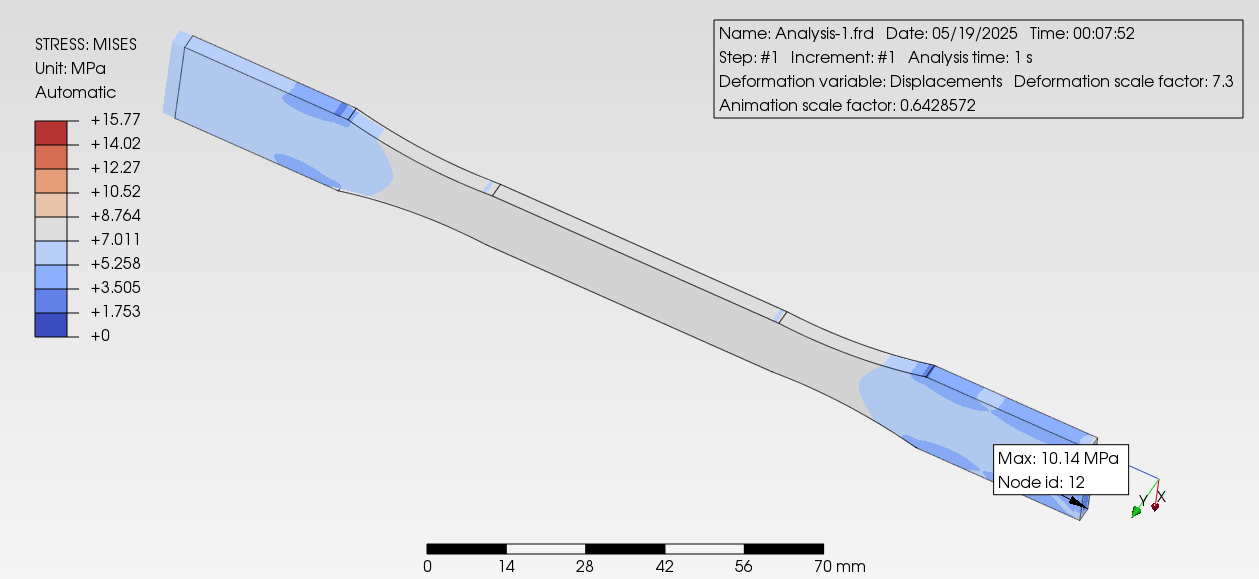 STRESS: MISES
Unit: MPa
Automatic
+15.77
+14.02
+12.27
+10.52
+8.764
+7.011
+5.258
+3.505
+1.753
+0
Name: Analysis-1.frd   Date: 05/19/2025   Time: 00:07:52
Step: #1   Increment: #1   Analysis time: 1 s
Deformation variable: Displacements   Deformation scale factor: 7.3
Animation scale factor: 0.6428572
Max: 10.14 MPa
Node id: 12
Y X
0 14 28 42 56 70 mm